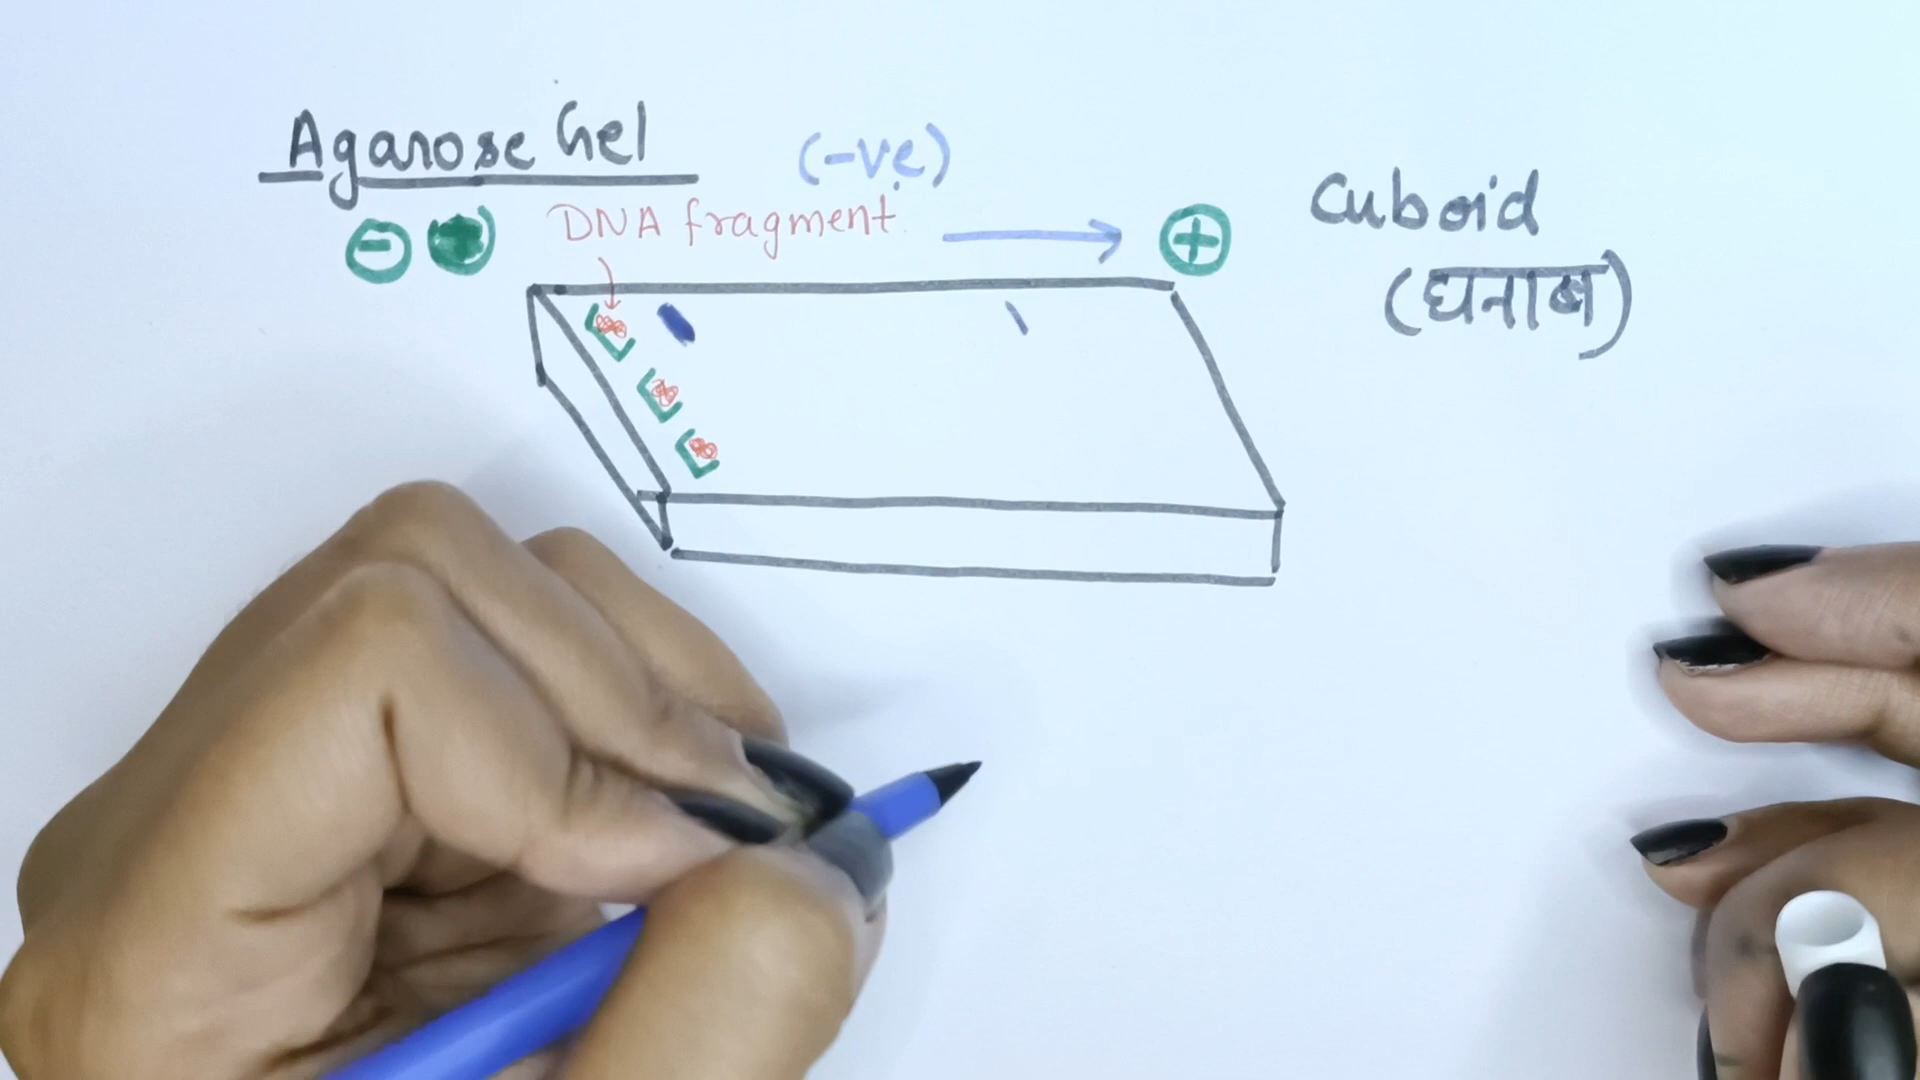 Agarose Gel
(-ve)
DNA fragment
- +
Cuboid
(घनाब)